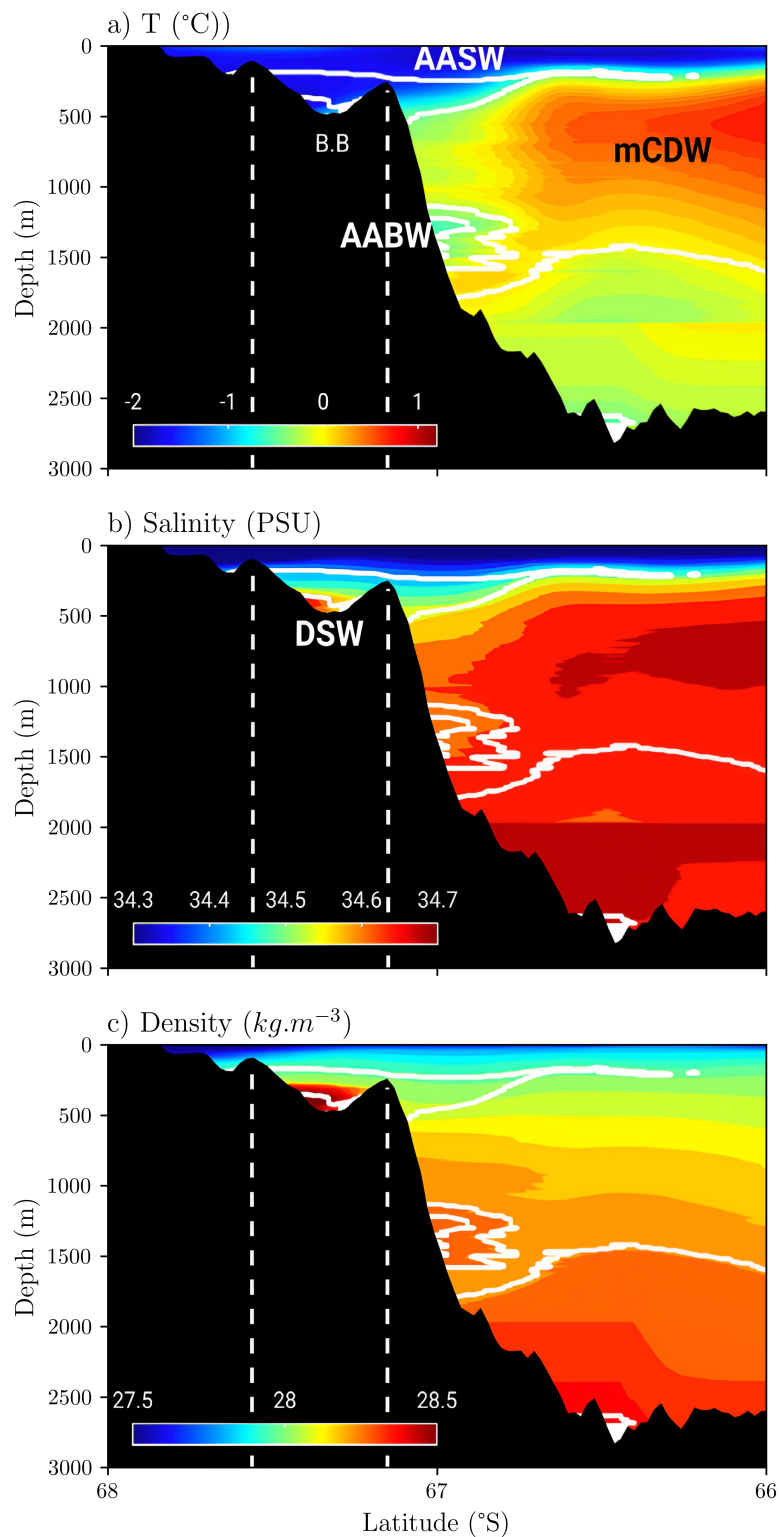 a) T (°C))
0
500
1000
1500
2000
2500
3000
Depth (m)
AASW
mCDW
B.B
AABW
-2 -1 0 1
b) Salinity (PSU)
0
500
1000
1500
2000
2500
3000
Depth (m)
DSW
34.3 34.4 34.5 34.6 34.7
c) Density (kg.m⁻³)
0
500
1000
1500
2000
2500
3000
Depth (m)
27.5 28 28.5
68 67 66
Latitude (°S)